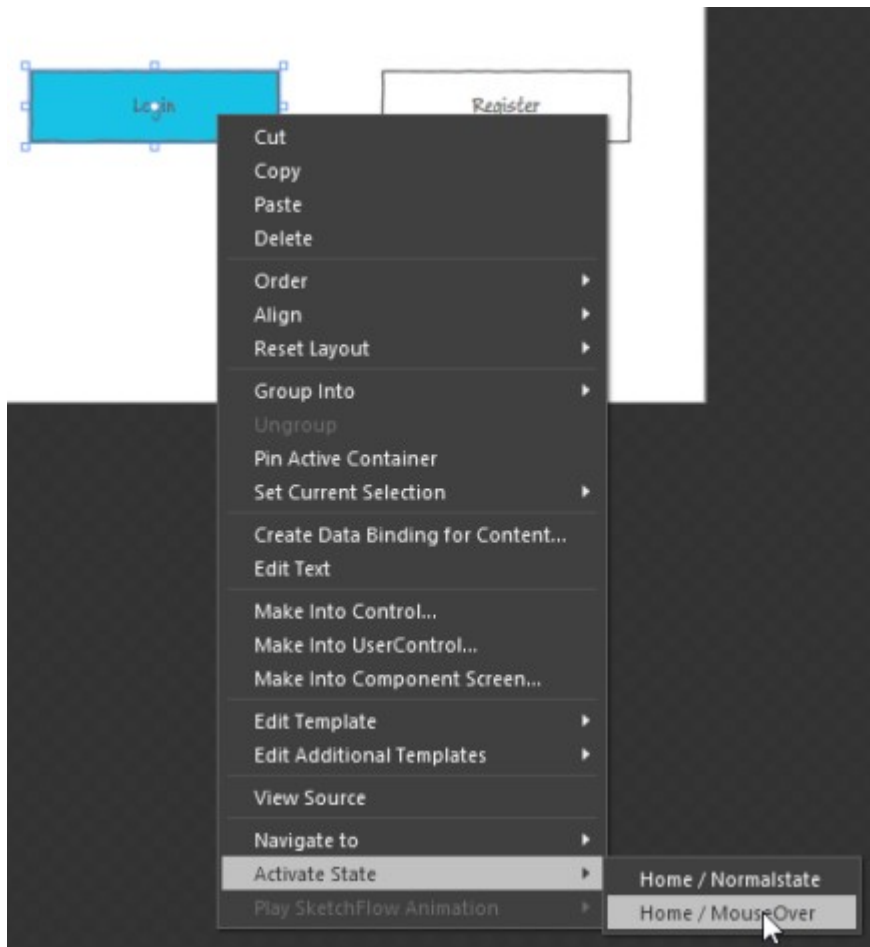 Login
Register
Cut
Copy
Paste
Delete
Order
Align
Reset Layout
Group Into
Ungroup
Pin Active Container
Set Current Selection
Create Data Binding for Content...
Edit Text
Make Into Control...
Make Into UserControl...
Make Into Component Screen...
Edit Template
Edit Additional Templates
View Source
Navigate to
Activate State
Home / Normalstate
Play SketchFlow Animation
Home / MouseOver